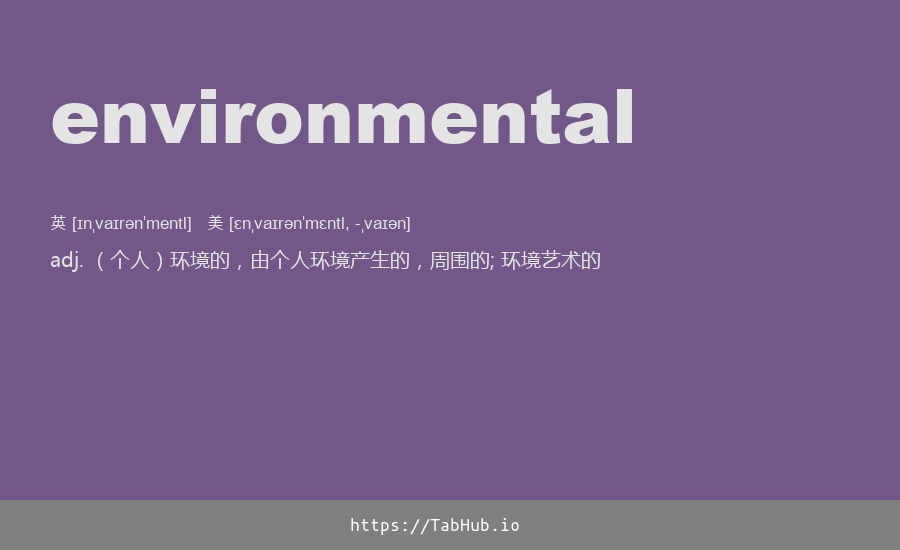 environmental
英 [ɪnˌvaɪrənˈmentl] 美 [ɛnˌvaɪrənˈmɛntl, -ˌvaɪən]
adj. （个人）环境的，由个人环境产生的，周围的; 环境艺术的
https://TabHub.io